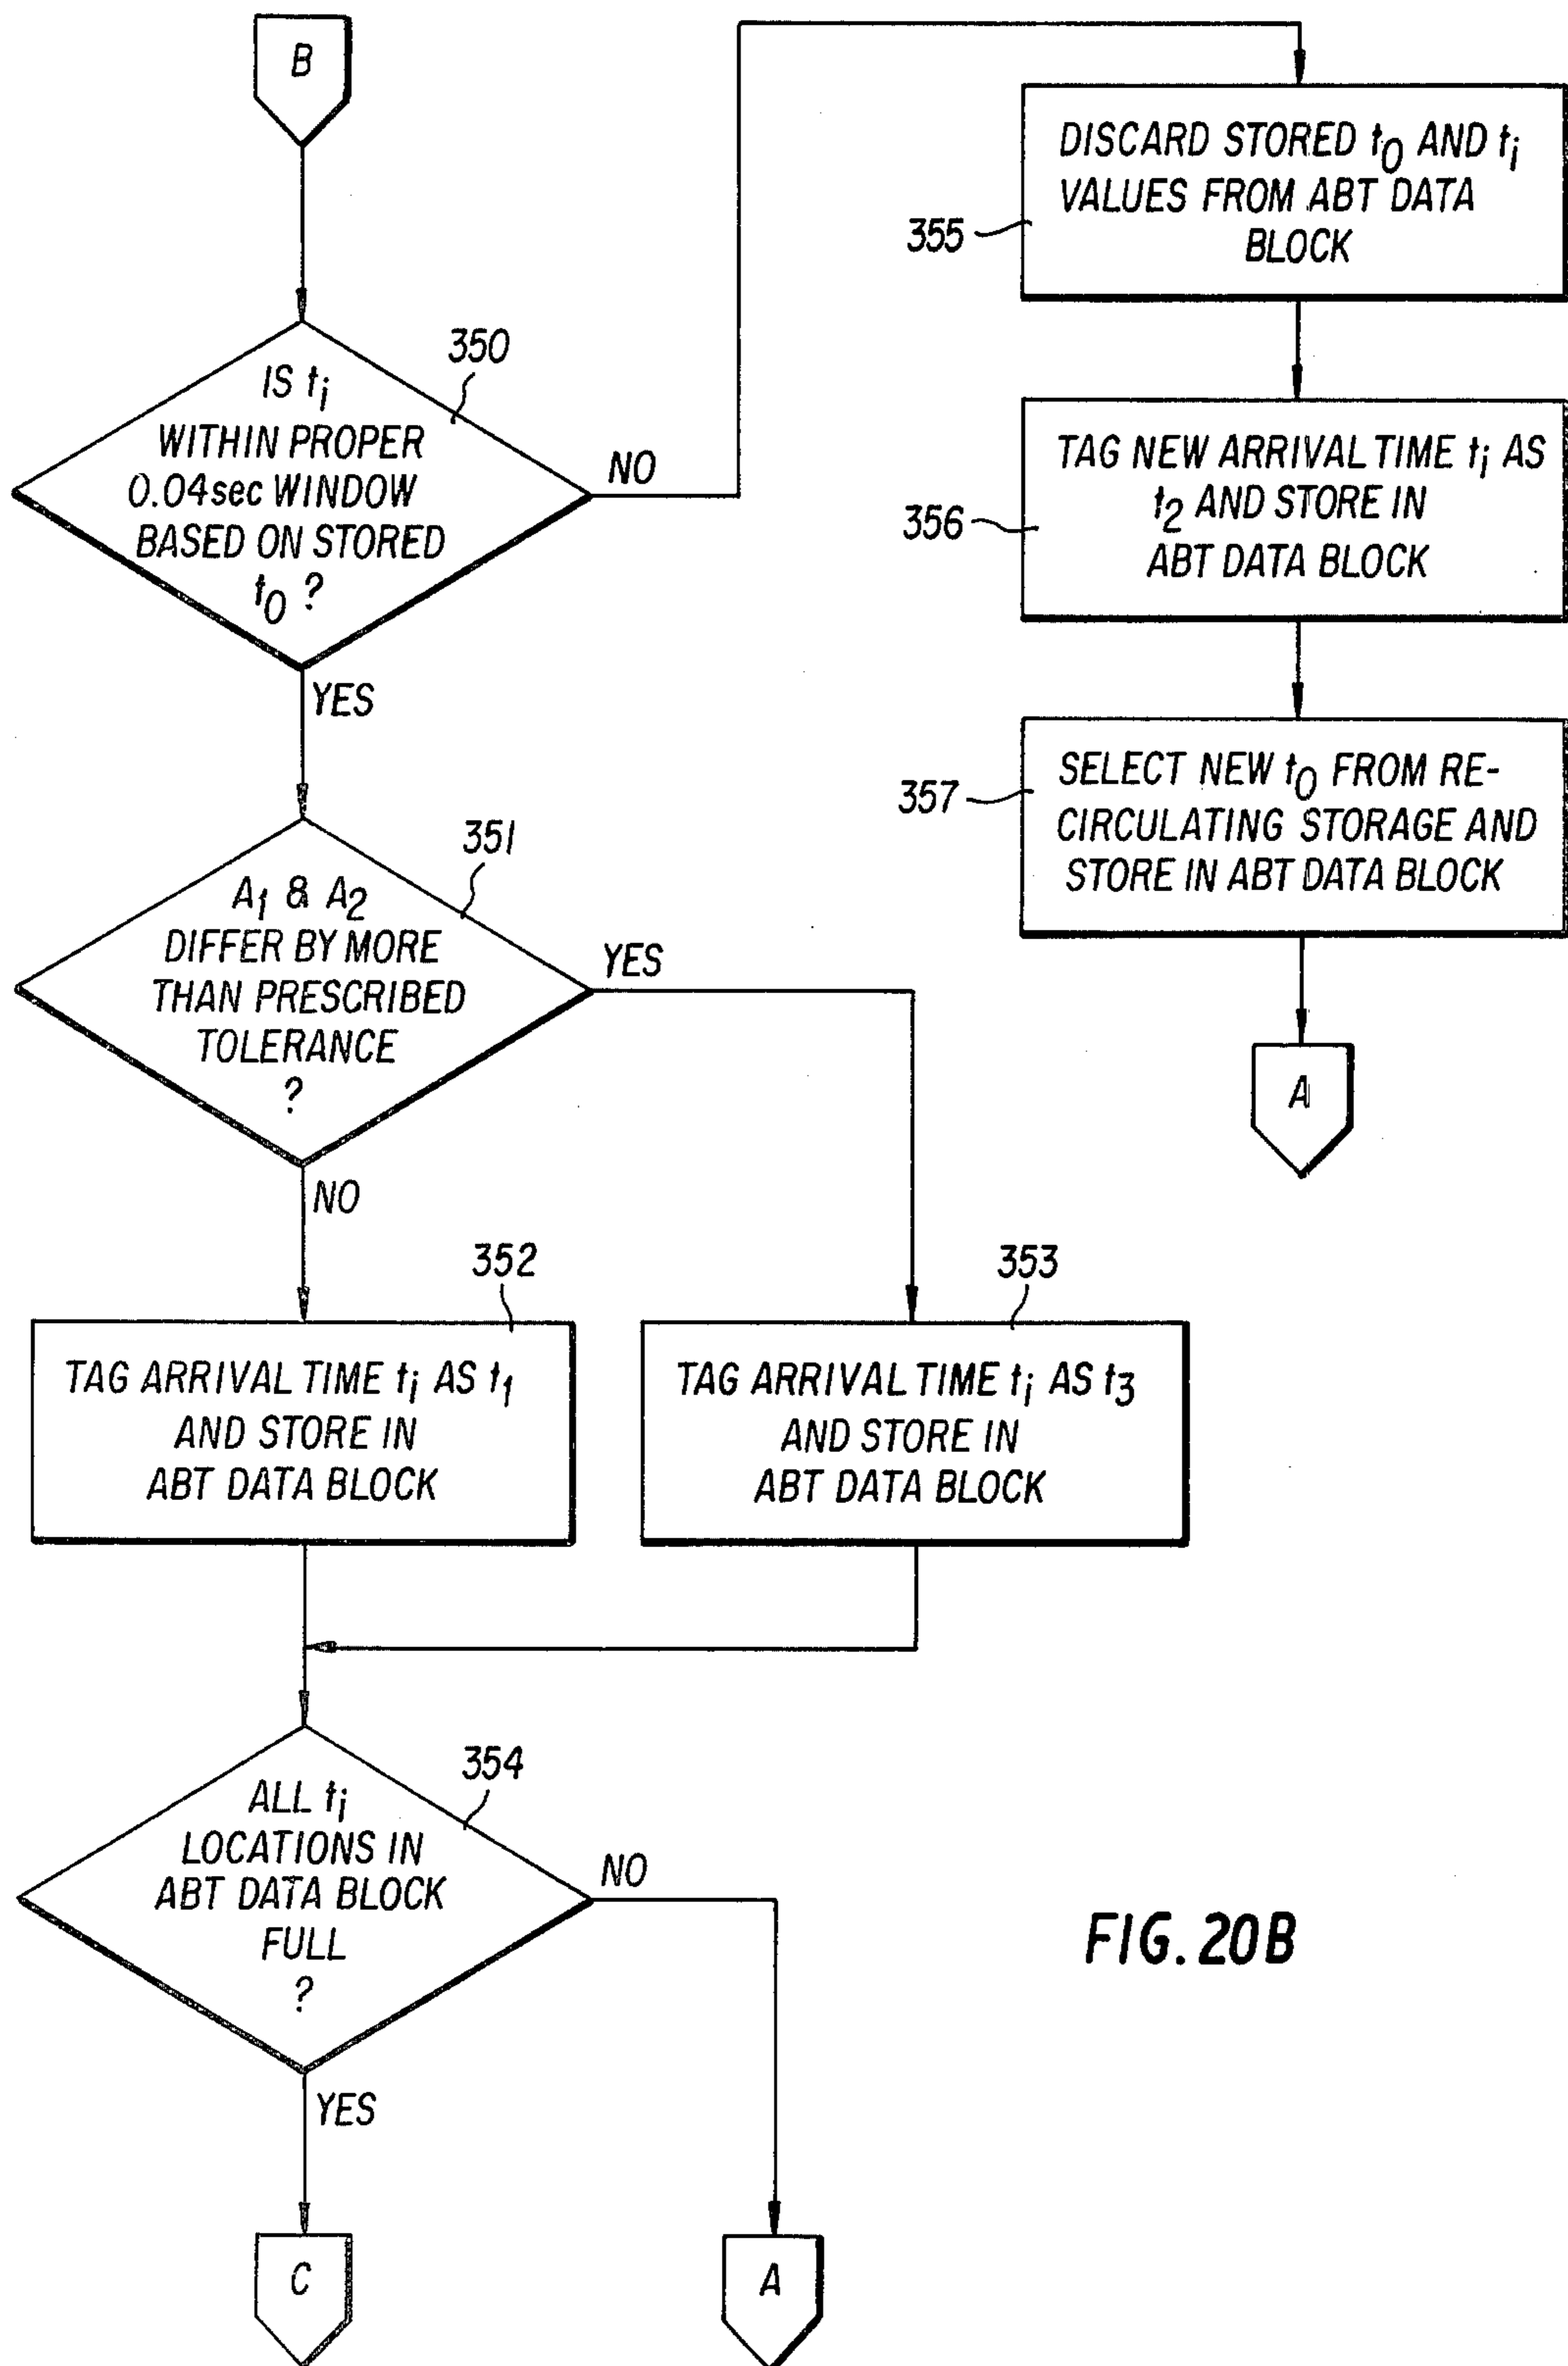 B
IS ti
WITHIN PROPER
0.04sec WINDOW
BASED ON STORED
t0 ?
350
NO
YES
DISCARD STORED t0 AND ti
VALUES FROM ABT DATA
BLOCK
355
TAG NEW ARRIVAL TIME ti AS
t2 AND STORE IN
ABT DATA BLOCK
356
SELECT NEW t0 FROM RE-
CIRCULATING STORAGE AND
STORE IN ABT DATA BLOCK
357
A
A1 & A2
DIFFER BY MORE
THAN PRESCRIBED
TOLERANCE
?
351
YES
NO
352
TAG ARRIVAL TIME ti AS t1
AND STORE IN
ABT DATA BLOCK
353
TAG ARRIVAL TIME ti AS t3
AND STORE IN
ABT DATA BLOCK
ALL ti
LOCATIONS IN
ABT DATA BLOCK
FULL
?
354
NO
YES
C
A
FIG. 20B